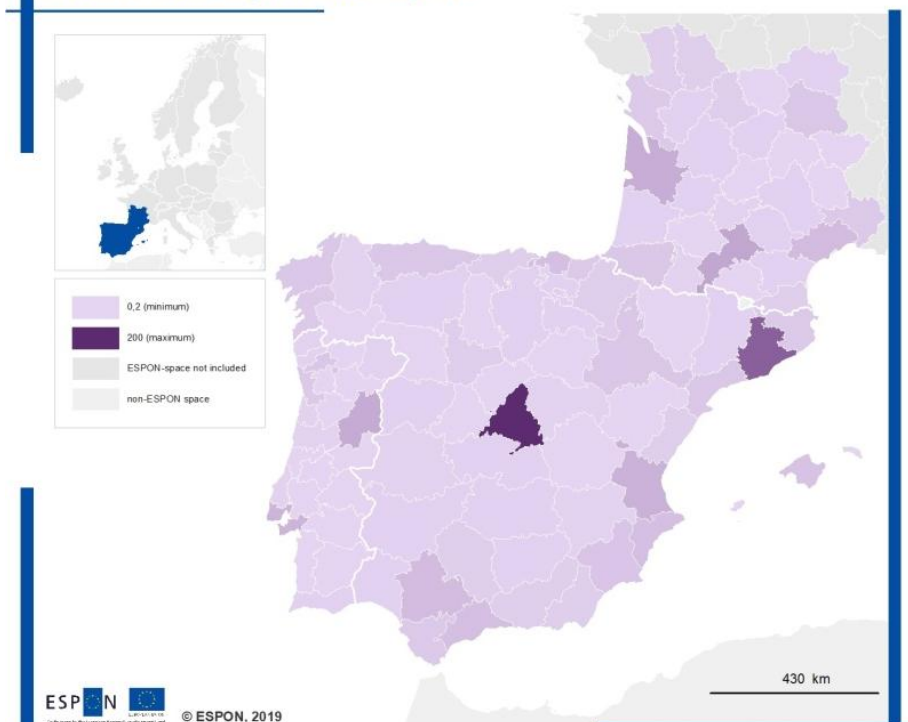 0,2 (minimum)
200 (maximum)
ESPON-space not included
non-ESPON space
430 km
ESPON
© ESPON, 2019